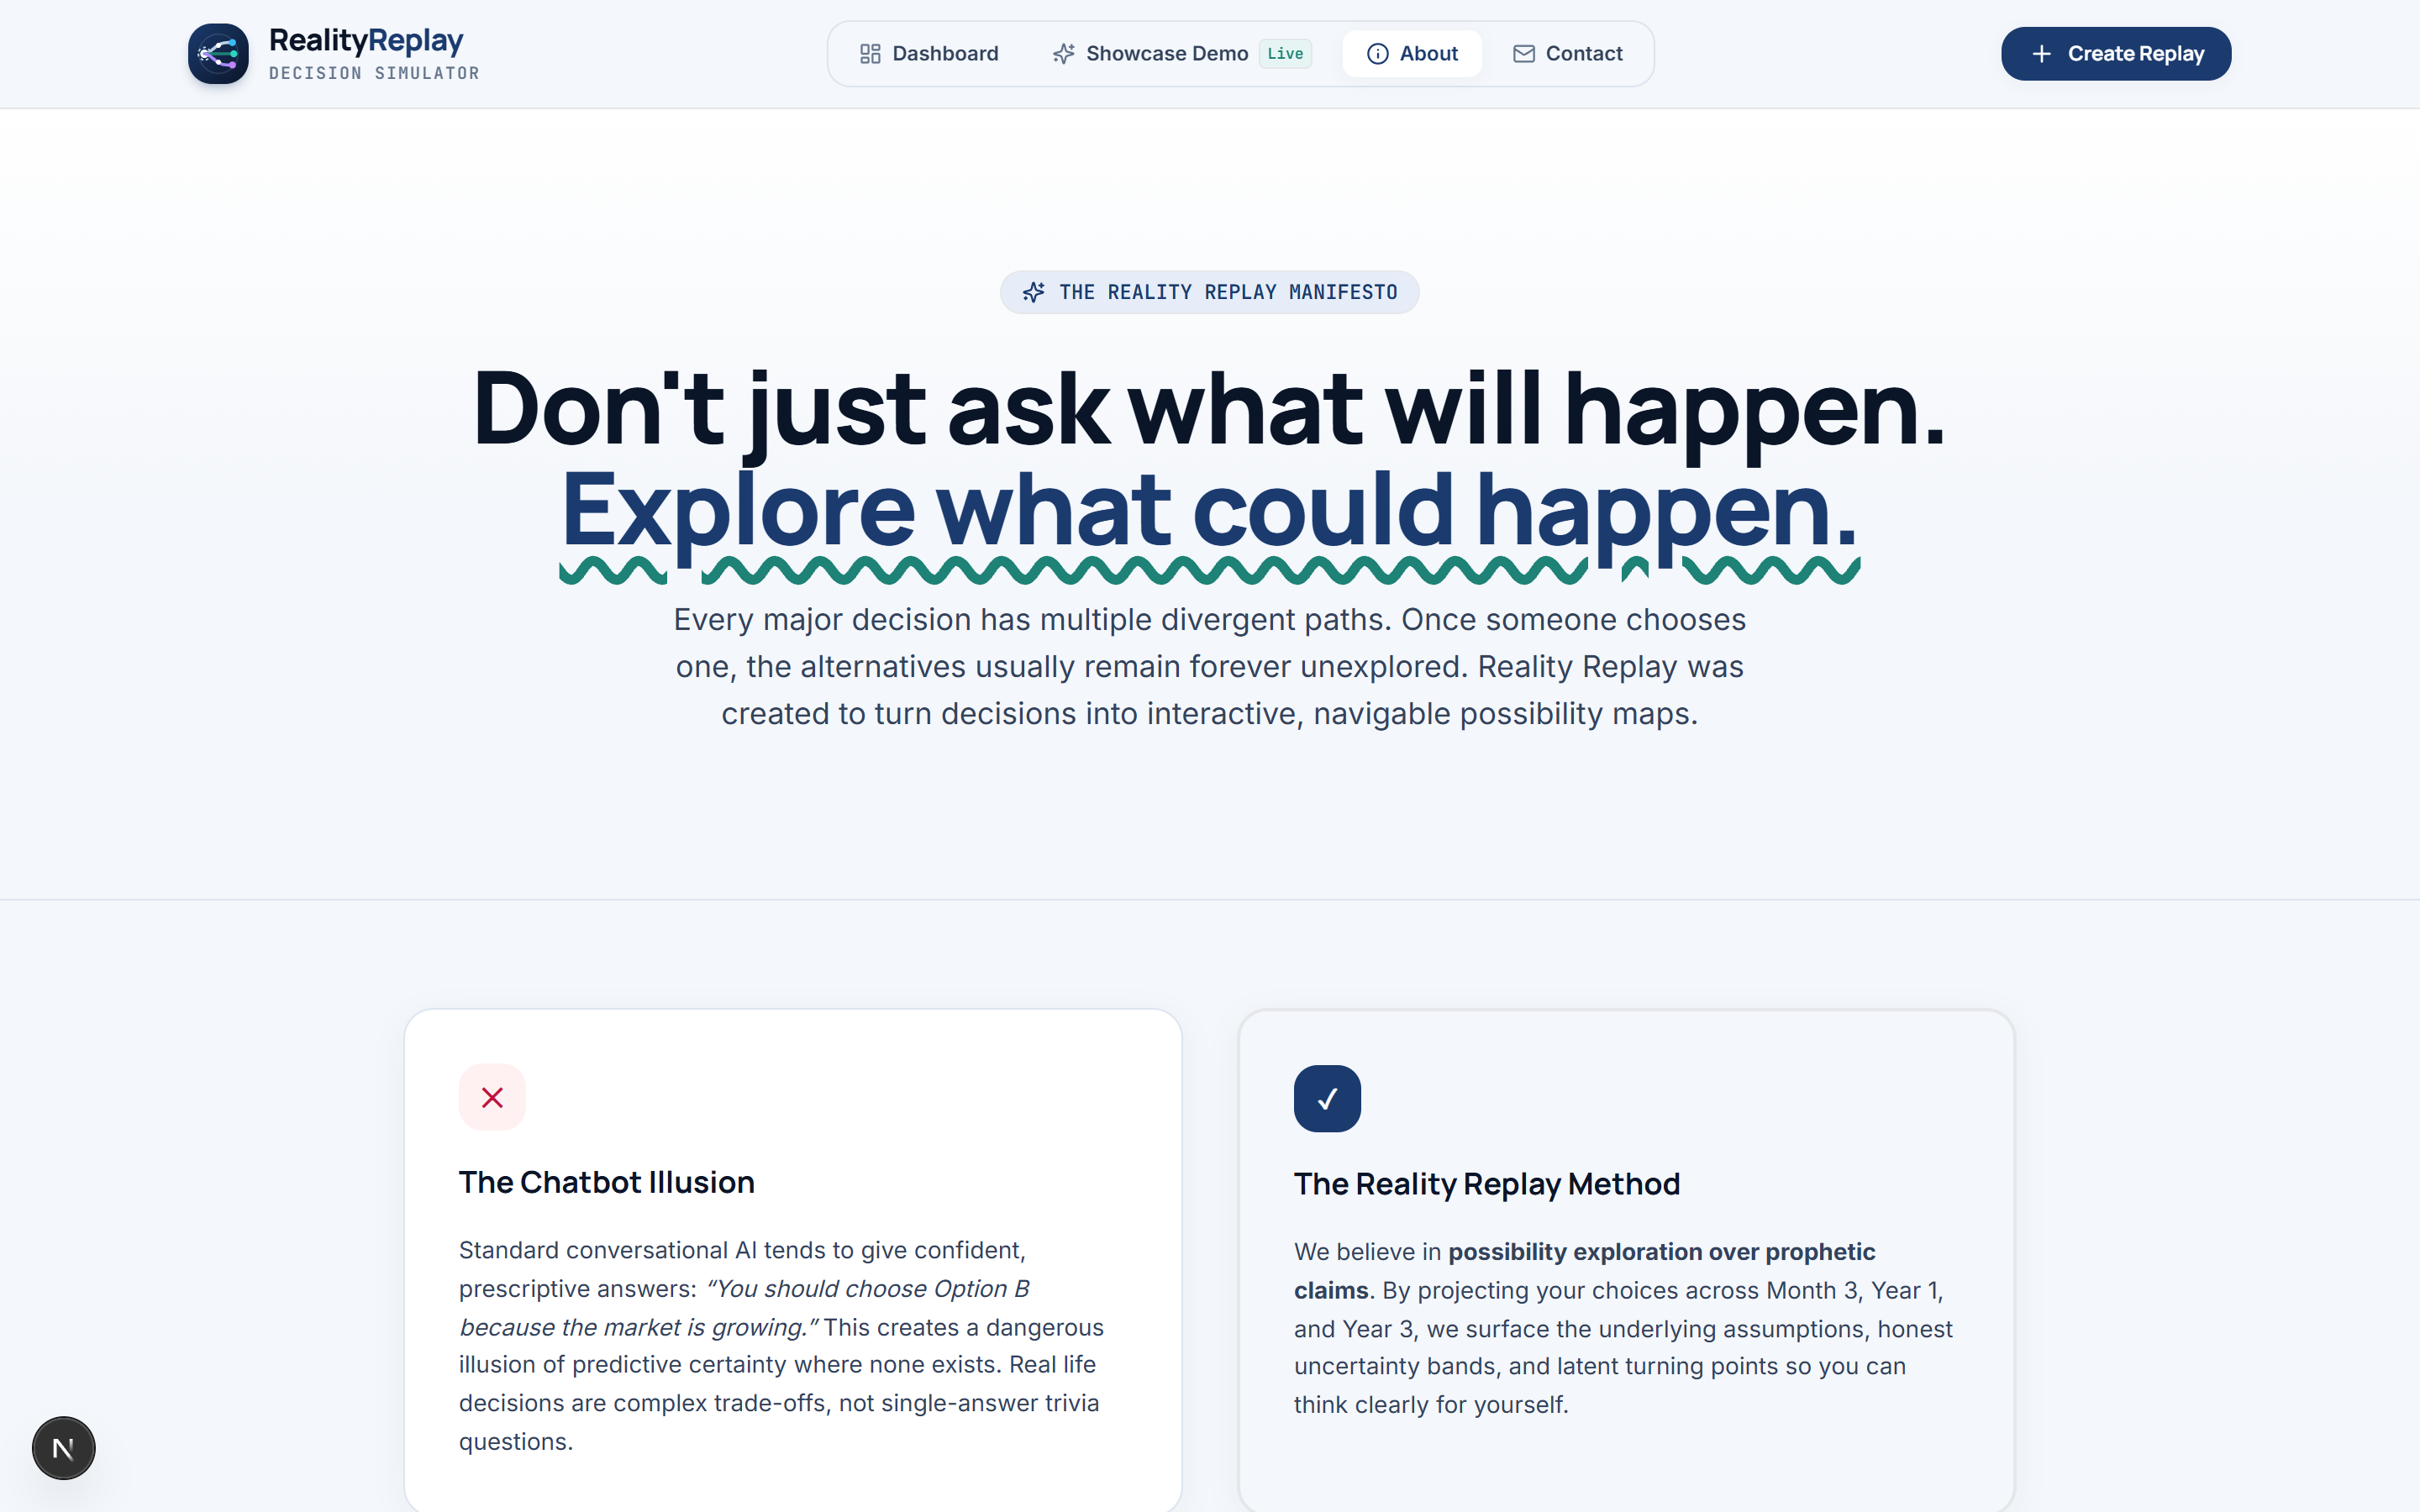 RealityReplay
DECISION SIMULATOR
Dashboard
Showcase Demo Live
About
Contact
Create Replay
THE REALITY REPLAY MANIFESTO
Don't just ask what will happen.
Explore what could happen.
Every major decision has multiple divergent paths. Once someone chooses
one, the alternatives usually remain forever unexplored. Reality Replay was
created to turn decisions into interactive, navigable possibility maps.
The Chatbot Illusion
Standard conversational AI tends to give confident,
prescriptive answers: “You should choose Option B
because the market is growing.” This creates a dangerous
illusion of predictive certainty where none exists. Real life
decisions are complex trade-offs, not single-answer trivia
questions.
The Reality Replay Method
We believe in possibility exploration over prophetic
claims. By projecting your choices across Month 3, Year 1,
and Year 3, we surface the underlying assumptions, honest
uncertainty bands, and latent turning points so you can
think clearly for yourself.
N